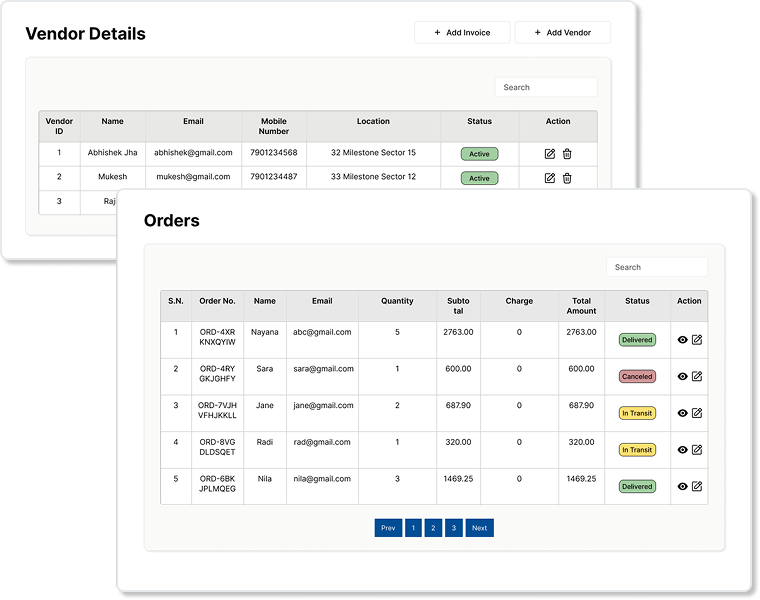 Vendor Details
+ Add Invoice
+ Add Vendor
Search
Vendor ID Name Email Mobile Number Location Status Action
1 Abhishek Jha abhishek@gmail.com 7901234568 32 Milestone Sector 15 Active
2 Mukesh mukesh@gmail.com 7901234487 33 Milestone Sector 12 Active
3 Raj
Orders
Search
S.N. Order No. Name Email Quantity Subto tal Charge Total Amount Status Action
1 ORD-4XR KNXQYIW Nayana abc@gmail.com 5 2763.00 0 2763.00 Delivered
2 ORD-4RY GKJGHFY Sara sara@gmail.com 1 600.00 0 600.00 Canceled
3 ORD-7VJH VFHJKKLL Jane jane@gmail.com 2 687.90 0 687.90 In Transit
4 ORD-8VG DLDSQET Radi rad@gmail.com 1 320.00 0 320.00 In Transit
5 ORD-6BK JPLMQEG Nila nila@gmail.com 3 1469.25 0 1469.25 Delivered
Prev 1 2 3 Next